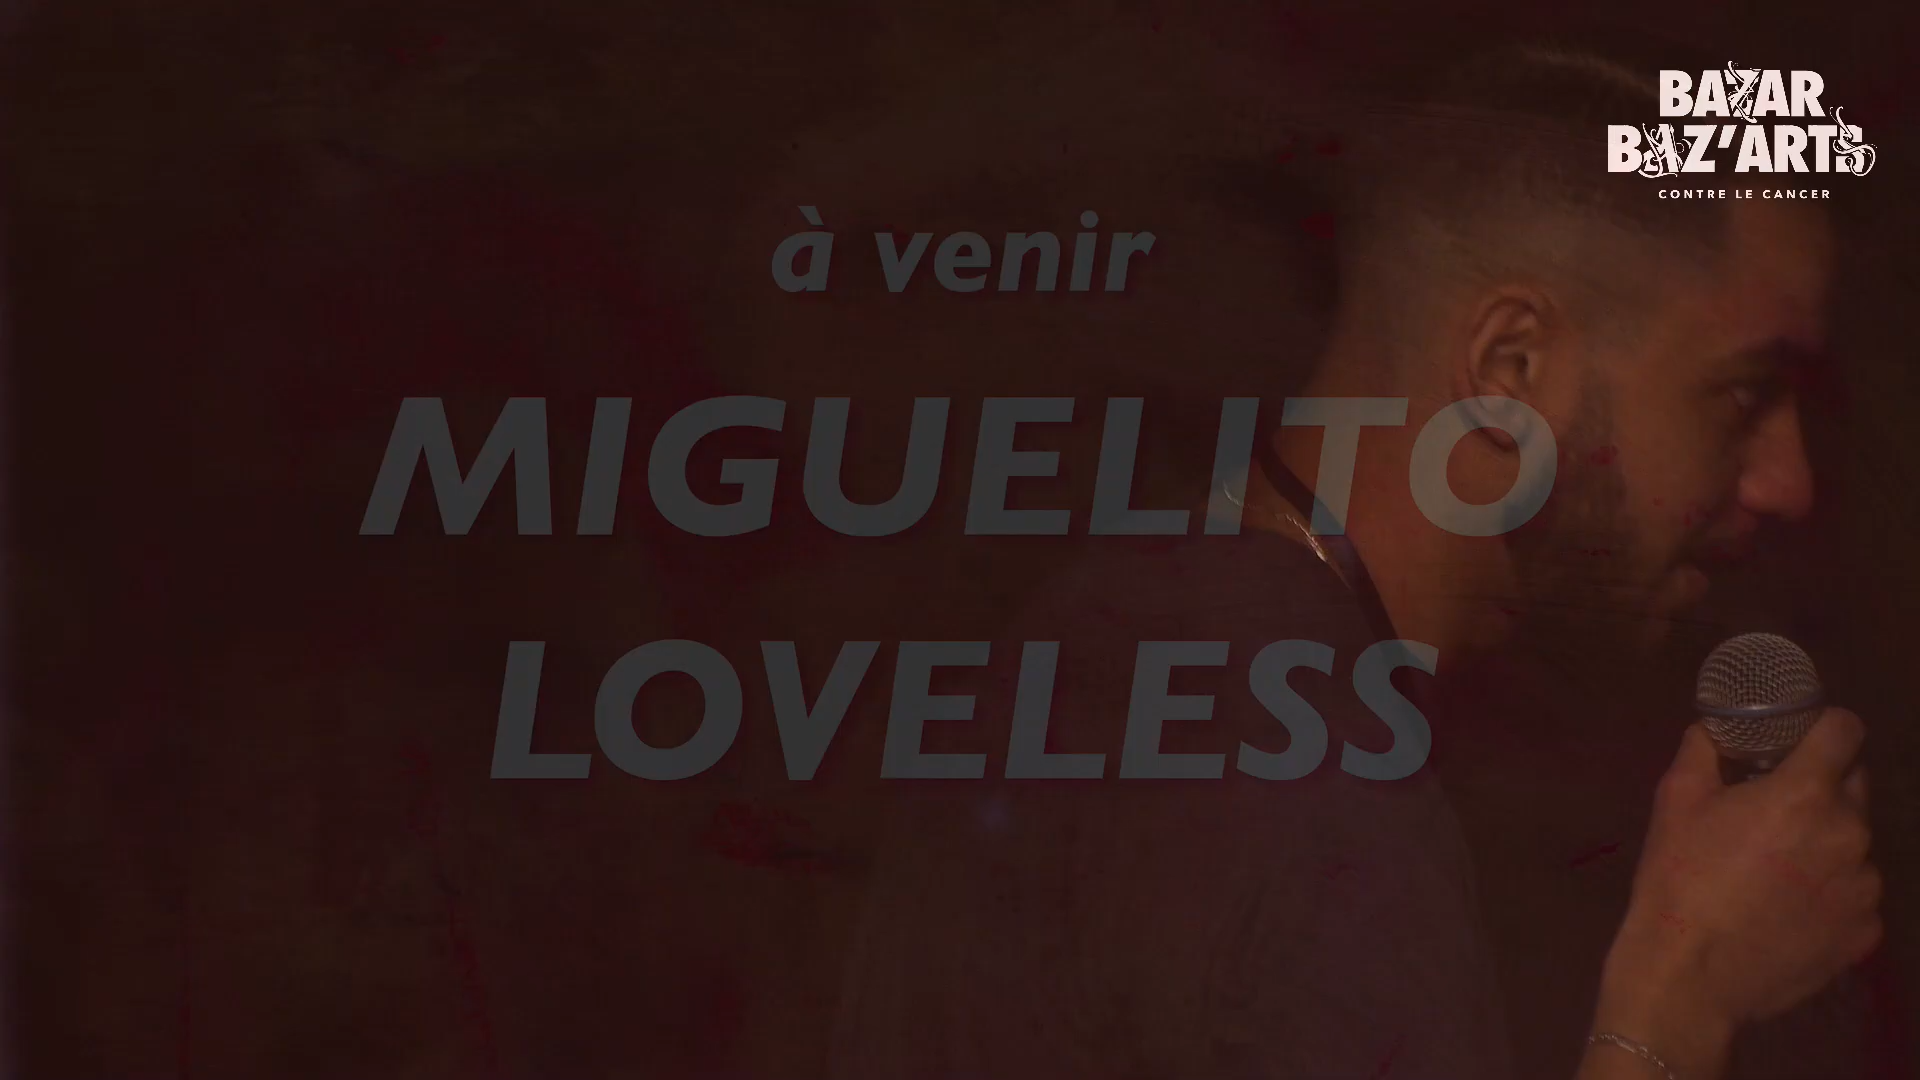 BAZAR
BAZ'ARTS
CONTRE LE CANCER
à venir
MIGUELITO
LOVELESS